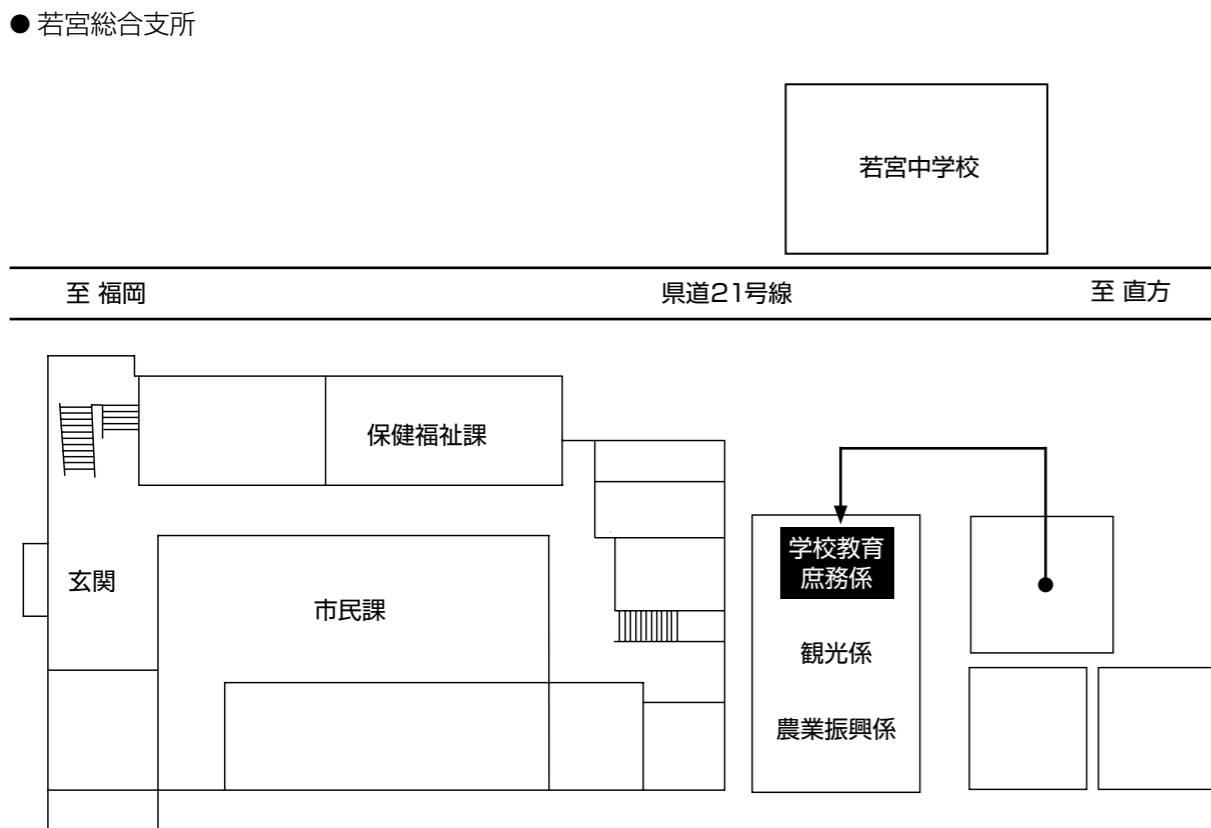 ● 若宮総合支所
若宮中学校
至 福岡
県道21号線
至 直方
保健福祉課
学校教育
庶務係
玄関
市民課
観光係
農業振興係